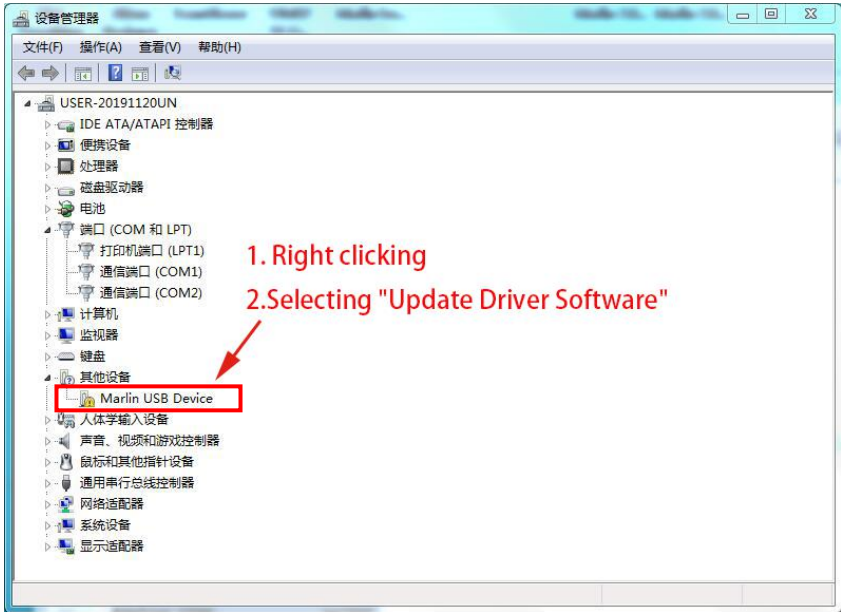 设备管理器
文件(F) 操作(A) 查看(V) 帮助(H)
USER-20191120UN
IDE ATA/ATAPI 控制器
便携设备
处理器
磁盘驱动器
电池
端口 (COM 和 LPT)
打印机端口 (LPT1)
通信端口 (COM1)
通信端口 (COM2)
1. Right clicking
2.Selecting "Update Driver Software"
计算机
监视器
键盘
其他设备
Marlin USB Device
人体学输入设备
声音、视频和游戏控制器
鼠标和其他指针设备
通用串行总线控制器
网络适配器
系统设备
显示适配器